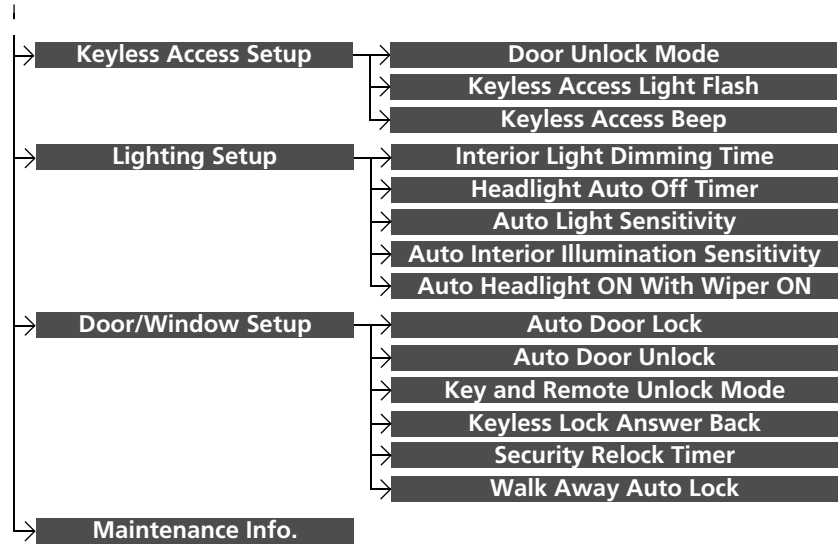 Keyless Access Setup
Door Unlock Mode
Keyless Access Light Flash
Keyless Access Beep
Lighting Setup
Interior Light Dimming Time
Headlight Auto Off Timer
Auto Light Sensitivity
Auto Interior Illumination Sensitivity
Auto Headlight ON With Wiper ON
Door/Window Setup
Auto Door Lock
Auto Door Unlock
Key and Remote Unlock Mode
Keyless Lock Answer Back
Security Relock Timer
Walk Away Auto Lock
Maintenance Info.